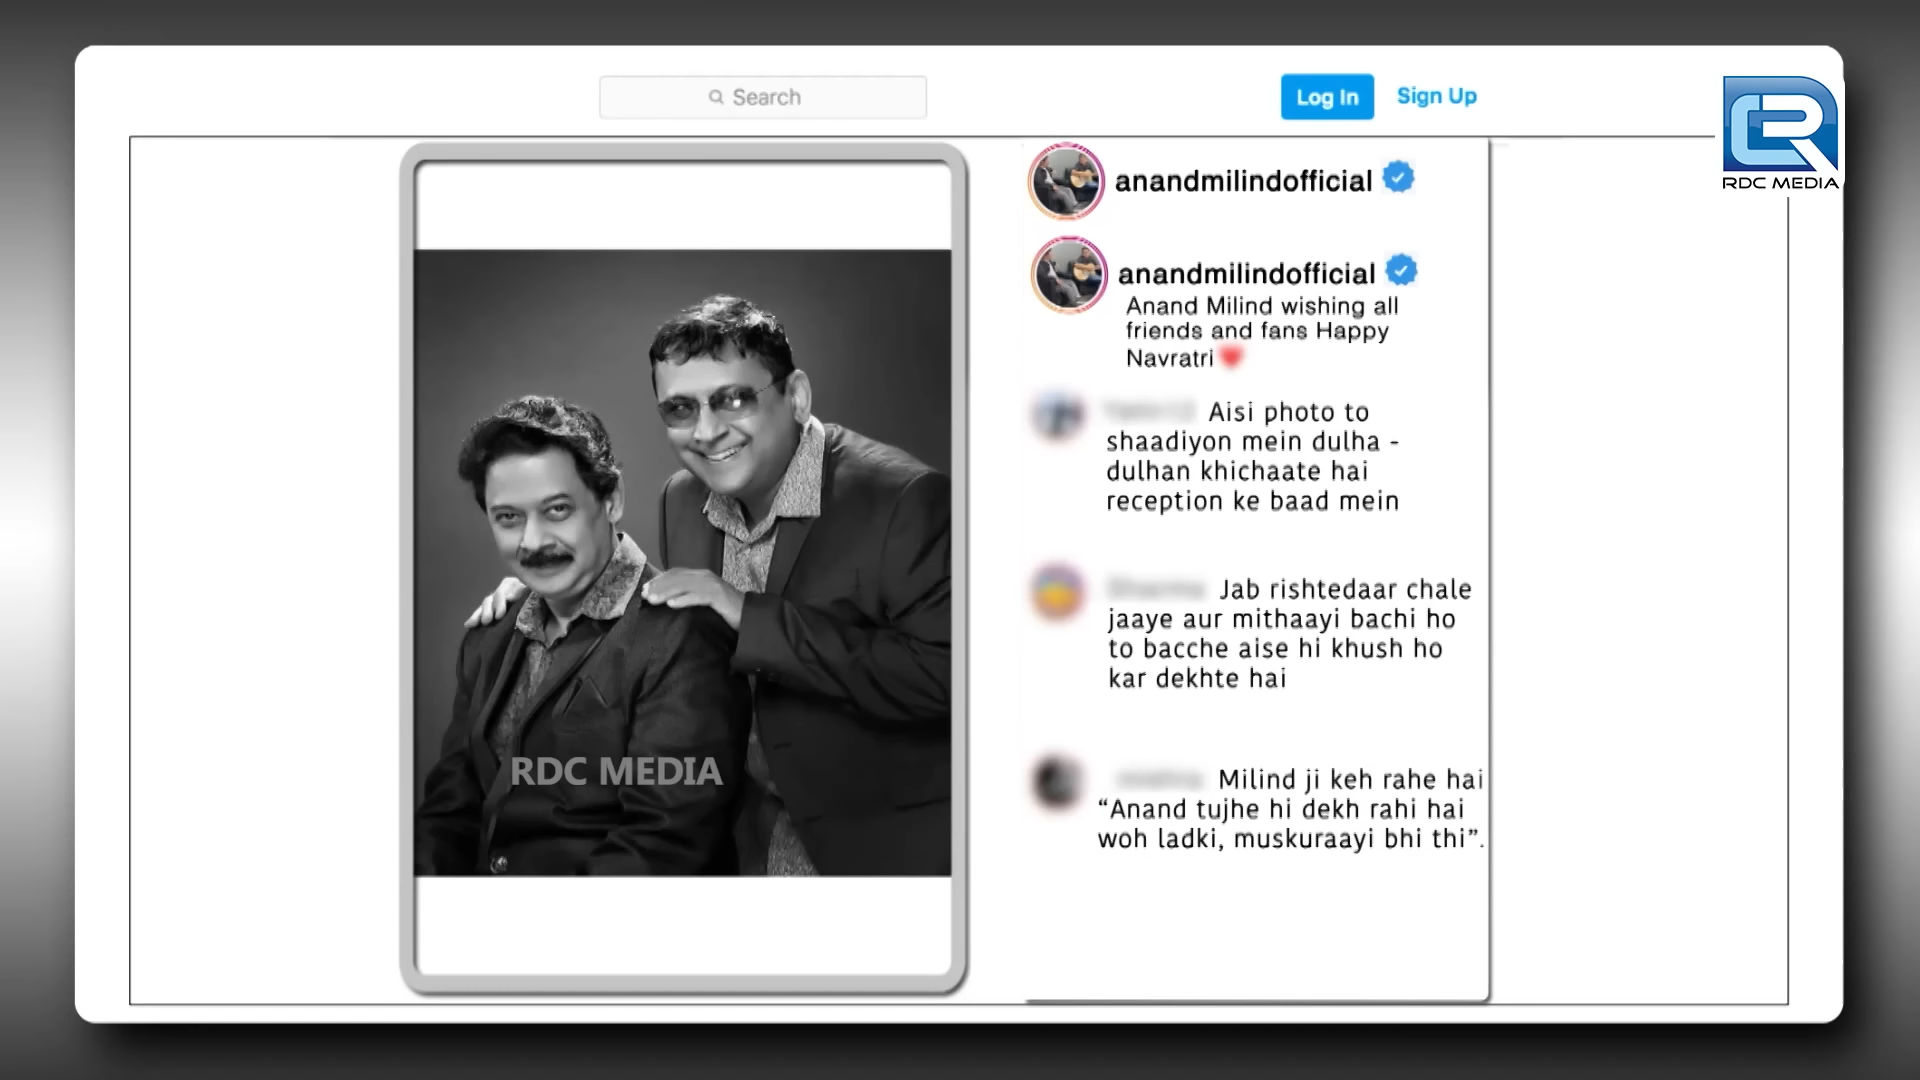 Search
Log In
Sign Up
RDC MEDIA
anandmilindofficial
anandmilindofficial
Anand Milind wishing all
friends and fans Happy
Navratri
Aisi photo to
shaadiyon mein dulha -
dulhan khichaate hai
reception ke baad mein
Jab rishtedaar chale
jaaye aur mithaayi bachi ho
to bacche aise hi khush ho
kar dekhte hai
RDC MEDIA
Milind ji keh rahe hai
“Anand tujhe hi dekh rahi hai
woh ladki, muskuraayi bhi thi”.